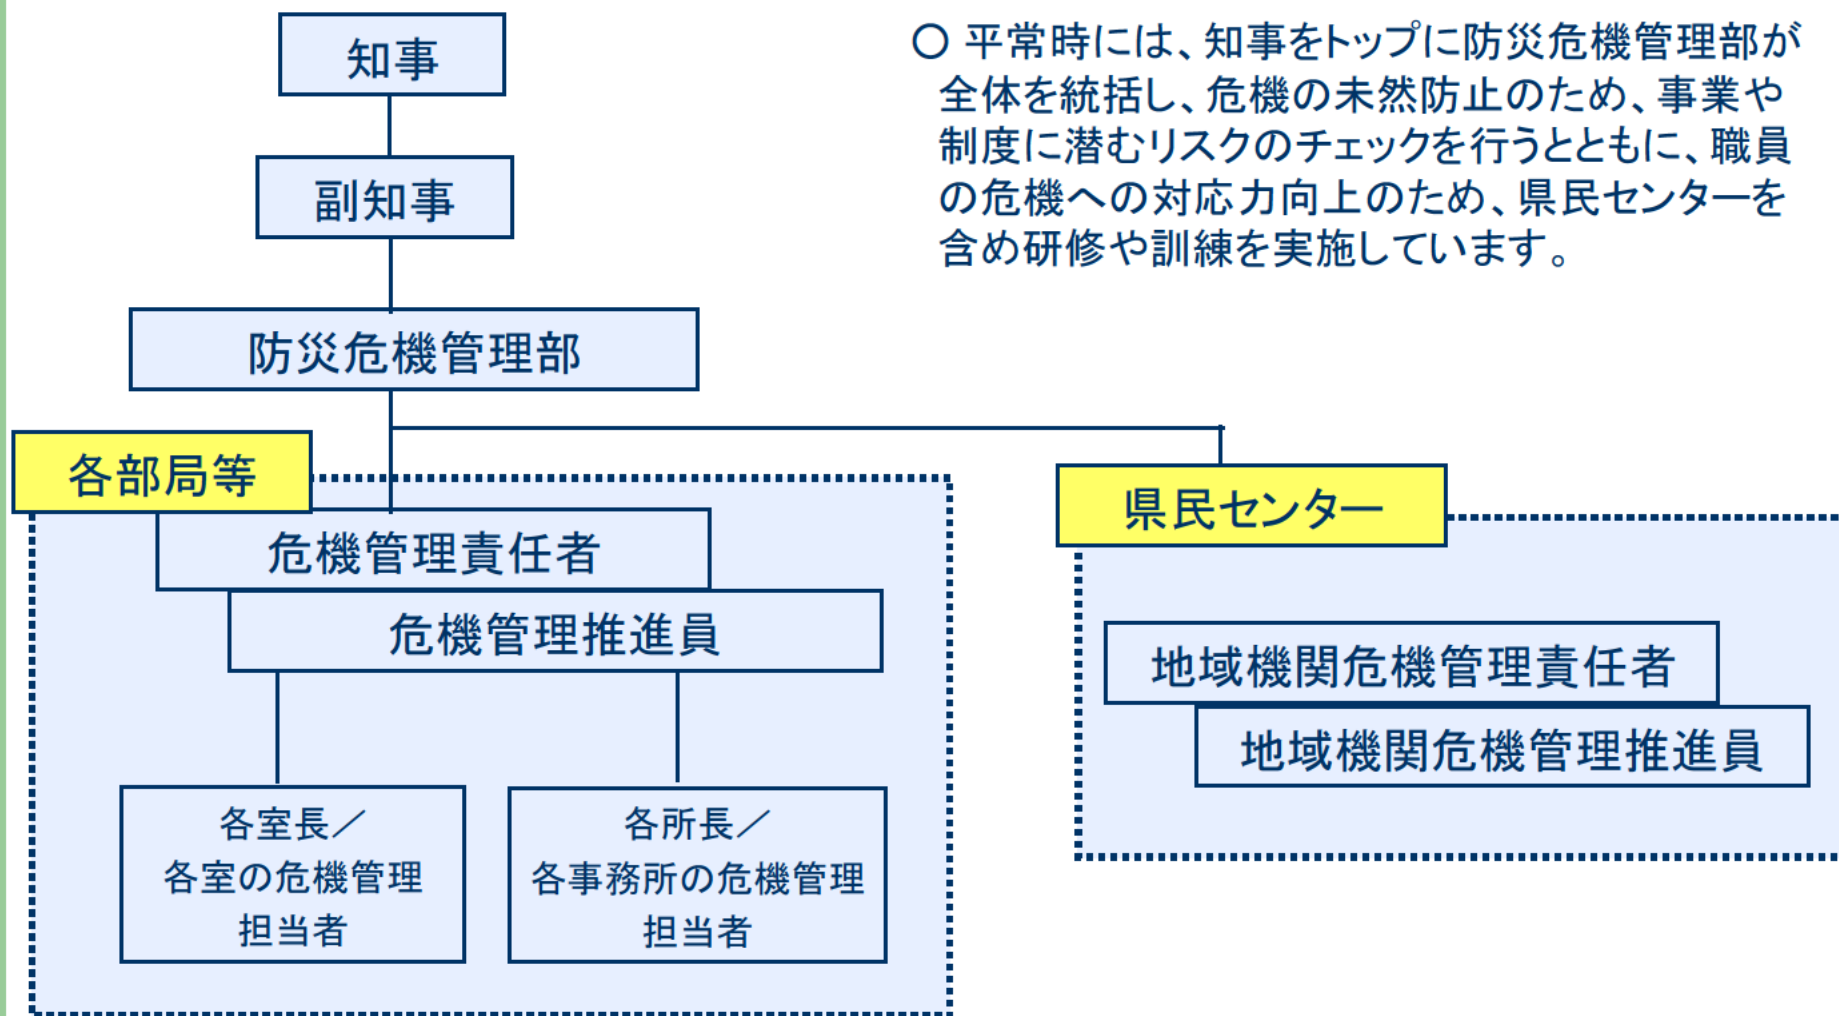 知事
副知事
防災危機管理部
〇 平常時には、知事をトップに防災危機管理部が
全体を統括し、危機の未然防止のため、事業や
制度に潜むリスクのチェックを行うとともに、職員
の危機への対応力向上のため、県民センターを
含め研修や訓練を実施しています。
各部局等
危機管理責任者
危機管理推進員
各室長／
各室の危機管理
担当者
各所長／
各事務所の危機管理
担当者
県民センター
地域機関危機管理責任者
地域機関危機管理推進員